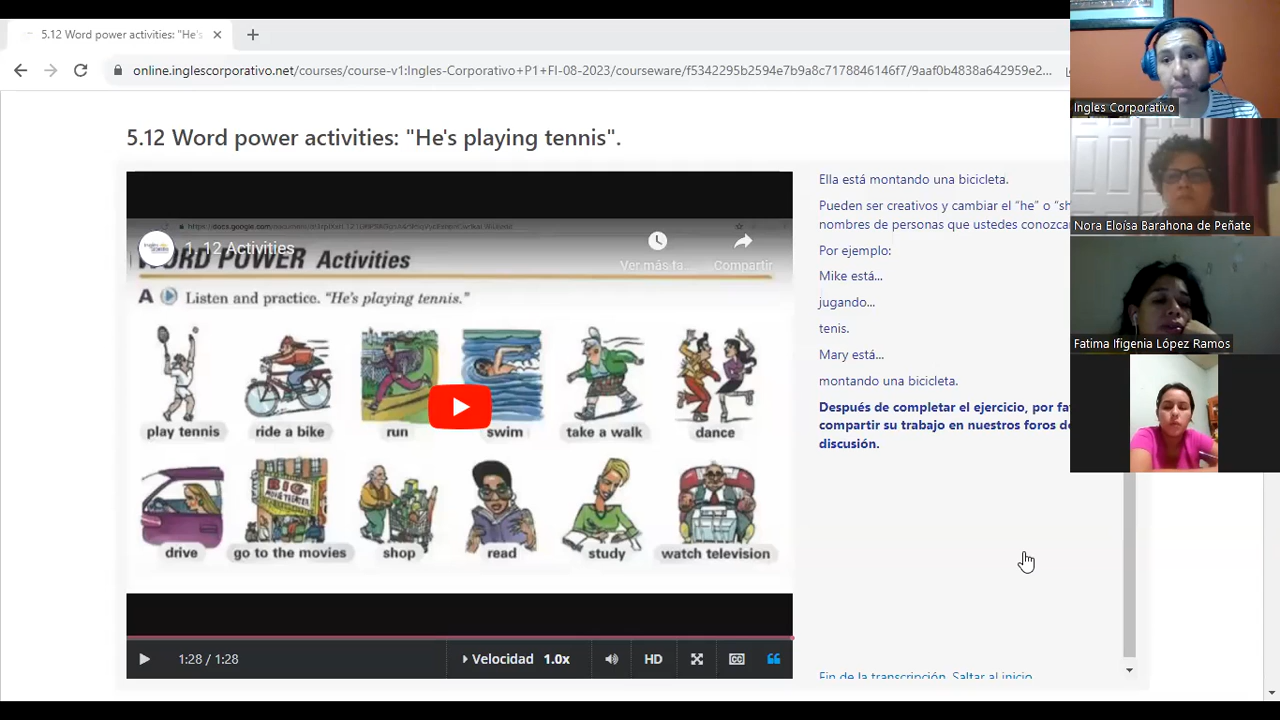 5.12 Word power activities: "He's
online.inglescorporativo.net/courses/course-v1:Ingles-Corporativo+P1+FI-08-2023/courseware/f5342295b2594e7b9a8c7178846146f7/9aaf0b4838a642959e2...
5.12 Word power activities: "He's playing tennis".
1. 12 Activities
Ver más ta...
Compartir
WORD POWER Activities
A Listen and practice. "He's playing tennis."
play tennis
ride a bike
run
swim
take a walk
dance
BIG
drive
go to the movies
shop
read
study
watch television
1:28 / 1:28
Velocidad 1.0x
HD
Ella está montando una bicicleta.
Pueden ser creativos y cambiar el "he" o "sh
nombres de personas que ustedes conozca
Por ejemplo:
Mike está...
jugando...
tenis.
Mary está...
montando una bicicleta.
Después de completar el ejercicio, por fa
compartir su trabajo en nuestros foros de
discusión.
Fin de la transcripción. Saltar al inicio.
Ingles Corporativo
Nora Eloísa Barahona de Peñate
Fatima Ifigenia López Ramos